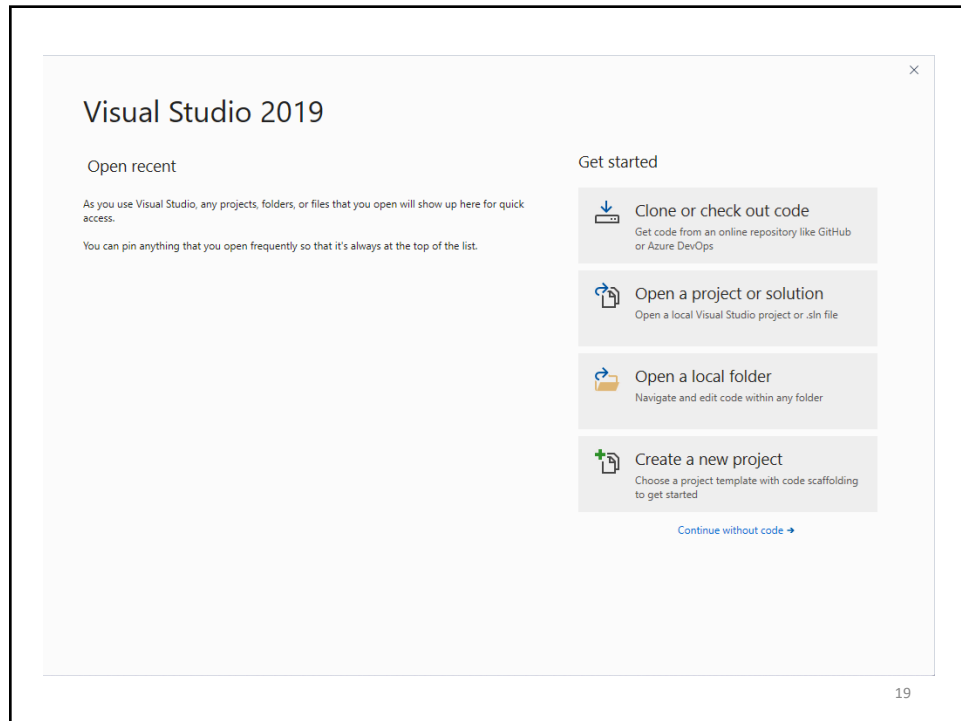 Visual Studio 2019
Open recent
As you use Visual Studio, any projects, folders, or files that you open will show up here for quick
access.
You can pin anything that you open frequently so that it's always at the top of the list.
Get started
Clone or check out code
Get code from an online repository like GitHub
or Azure DevOps
Open a project or solution
Open a local Visual Studio project or .sln file
Open a local folder
Navigate and edit code within any folder
Create a new project
Choose a project template with code scaffolding
to get started
Continue without code →
19